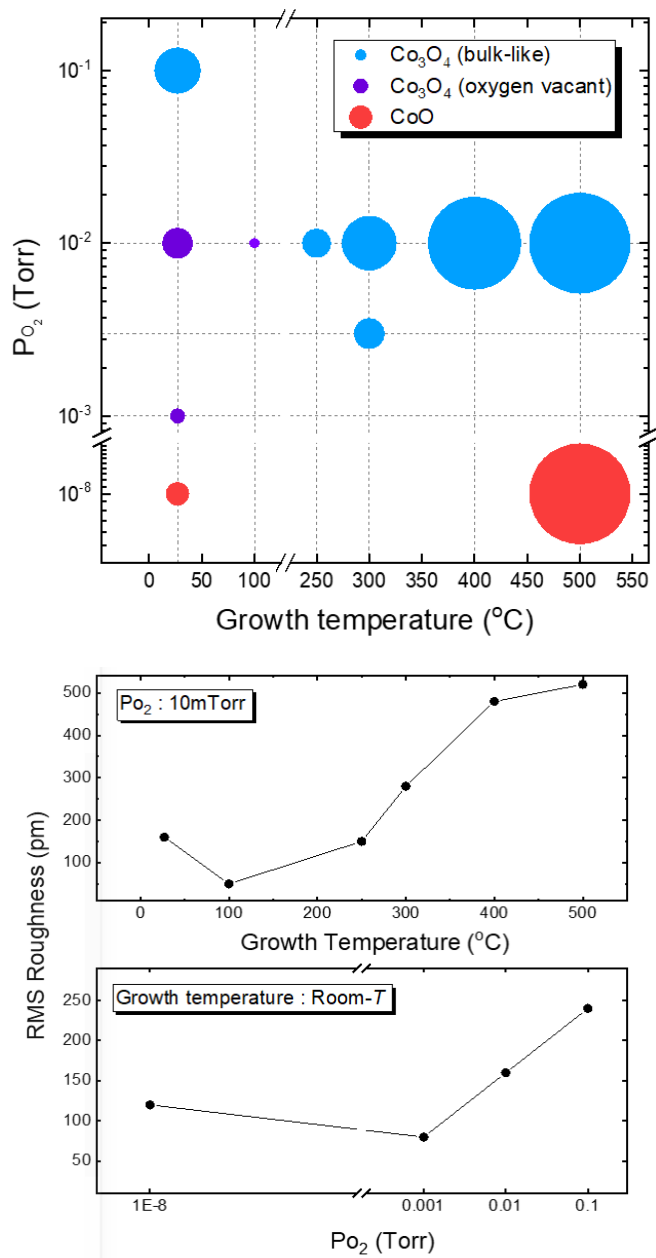 Co₃O₄ (bulk-like)
Co₃O₄ (oxygen vacant)
CoO
10⁻¹
10⁻²
10⁻³
10⁻⁸
P_O₂ (Torr)
0 50 100 250 300 350 400 450 500 550
Growth temperature (°C)
Po₂ : 10mTorr
500
400
300
200
100
0 100 200 300 400 500
Growth Temperature (°C)
RMS Roughness (pm)
Growth temperature : Room-T
250
200
150
100
50
1E-8 0.001 0.01 0.1
Po₂ (Torr)